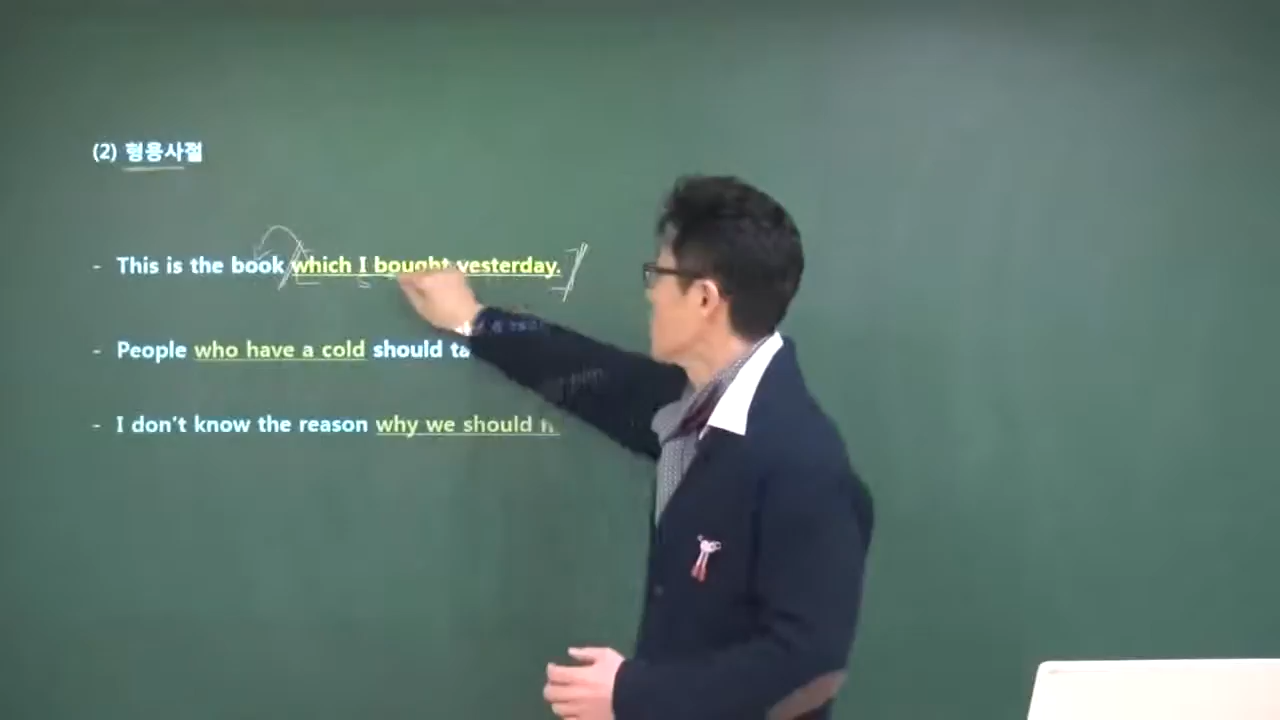 (2) 형용사절
- This is the book which I bought yesterday.
- People who have a cold should
- I don't know the reason why we should